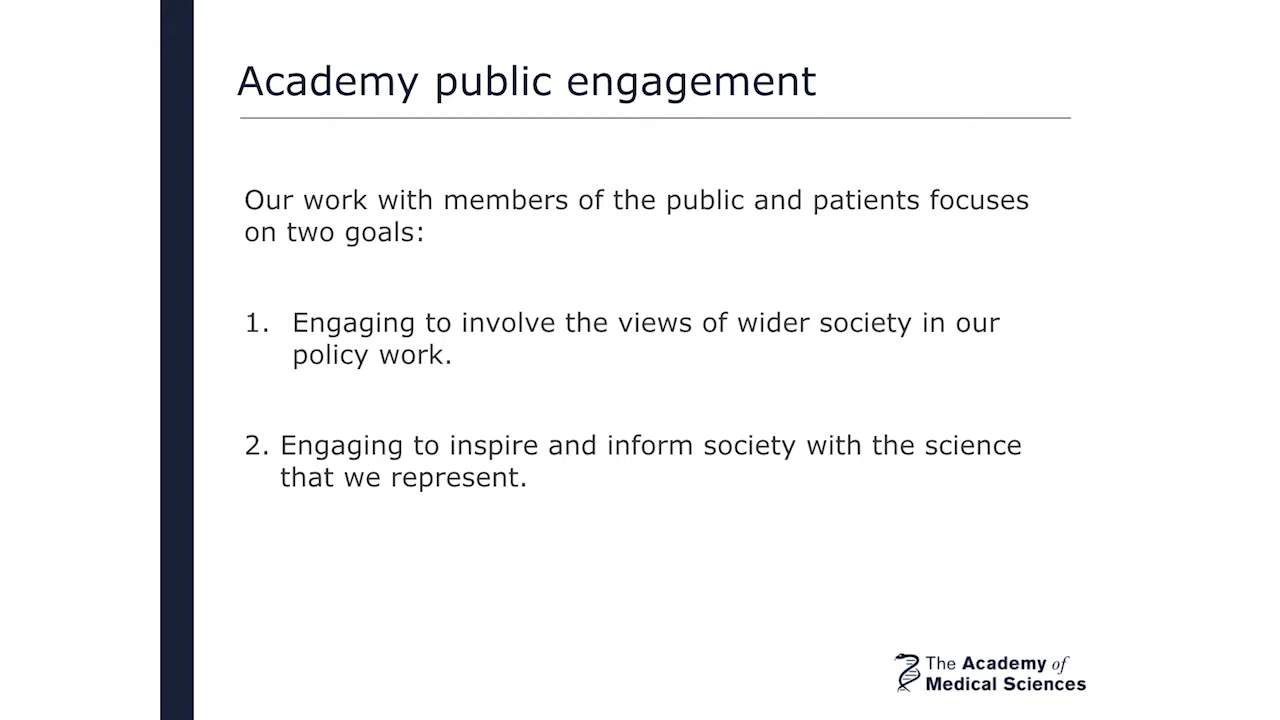 Academy public engagement
Our work with members of the public and patients focuses
on two goals:
1. Engaging to involve the views of wider society in our
policy work.
2. Engaging to inspire and inform society with the science
that we represent.
The Academy of
Medical Sciences